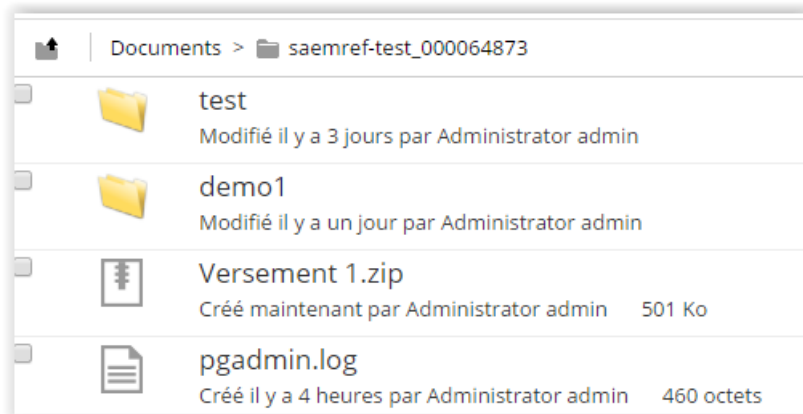 Documents > saemref-test_000064873
test
Modifié il y a 3 jours par Administrator admin
demo1
Modifié il y a un jour par Administrator admin
Versement 1.zip
Créé maintenant par Administrator admin 501 Ko
pgadmin.log
Créé il y a 4 heures par Administrator admin 460 octets